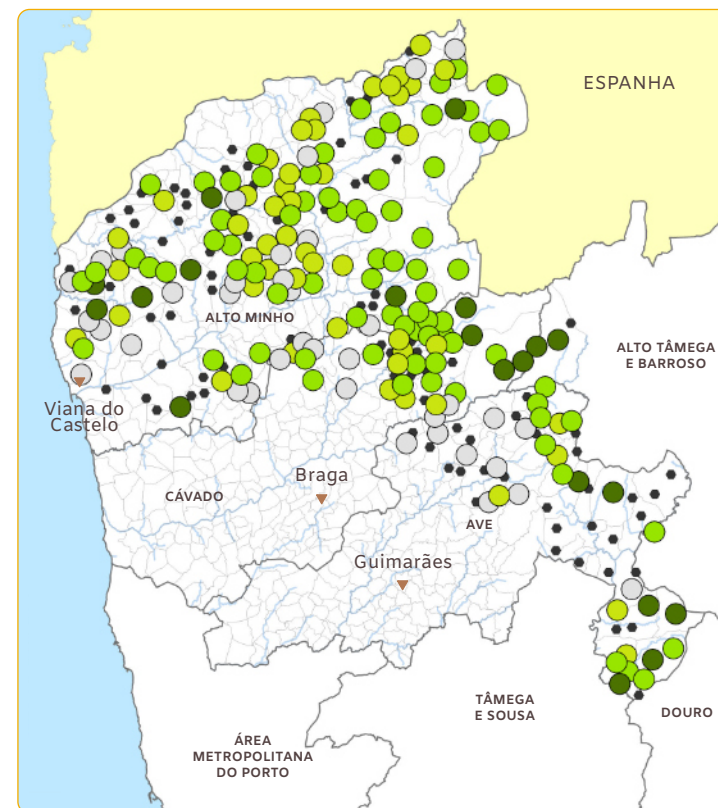 ESPANHA
ALTO MINHO
ALTO TÂMEGA
E BARROSO
Viana do
Castelo
Braga
CÁVADO
AVE
Guimarães
TÂMEGA
E SOUSA
DOURO
ÁREA
METROPOLITANA
DO PORTO